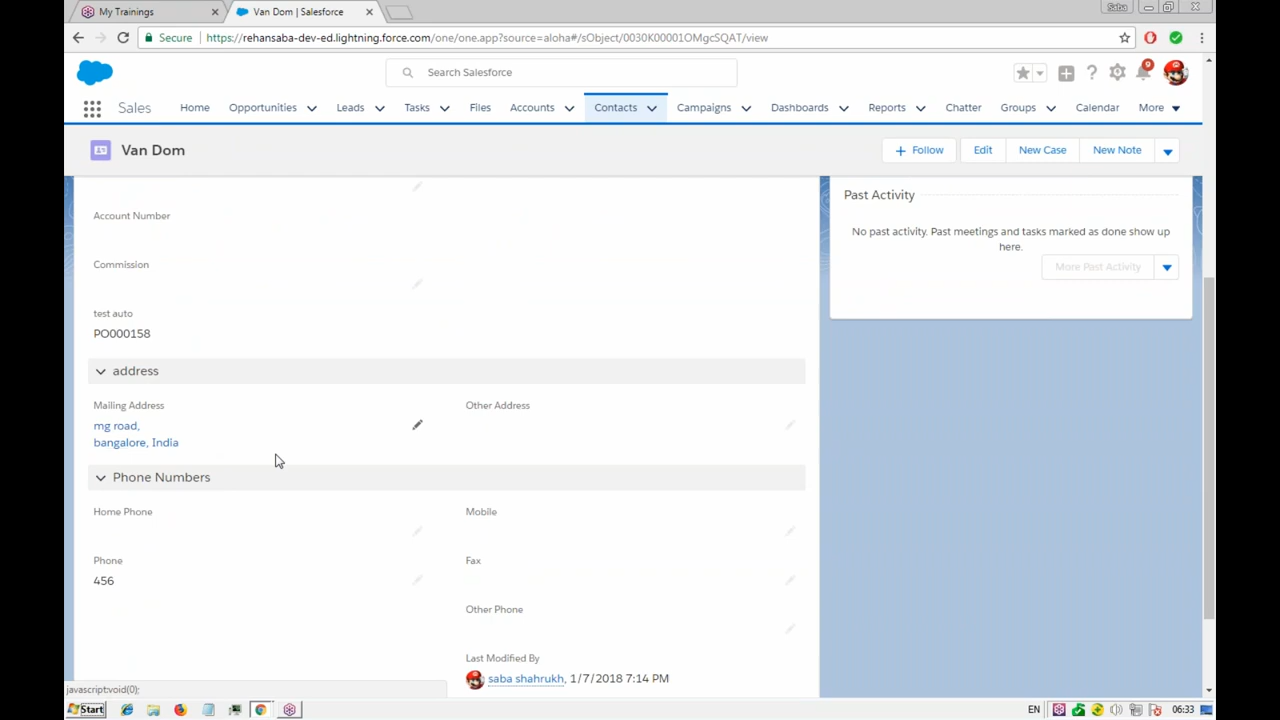 My Trainings
Van Dom | Salesforce
Saba
Secure
https://rehansaba-dev-ed.lightning.force.com/one/one.app?source=aloha#/sObject/0030K00001OMgcSQAT/view
Search Salesforce
9
Sales Home Opportunities Leads Tasks Files Accounts Contacts Campaigns Dashboards Reports Chatter Groups Calendar More
Van Dom
+ Follow Edit New Case New Note
Account Number
Commission
test auto
PO000158
address
Mailing Address
mg road,
bangalore, India
Other Address
Phone Numbers
Home Phone
Mobile
Phone
456
Fax
Other Phone
Last Modified By
saba shahrukh, 1/7/2018 7:14 PM
Past Activity
No past activity. Past meetings and tasks marked as done show up
here.
More Past Activity
javascript:void(0);
Start
EN
06:33